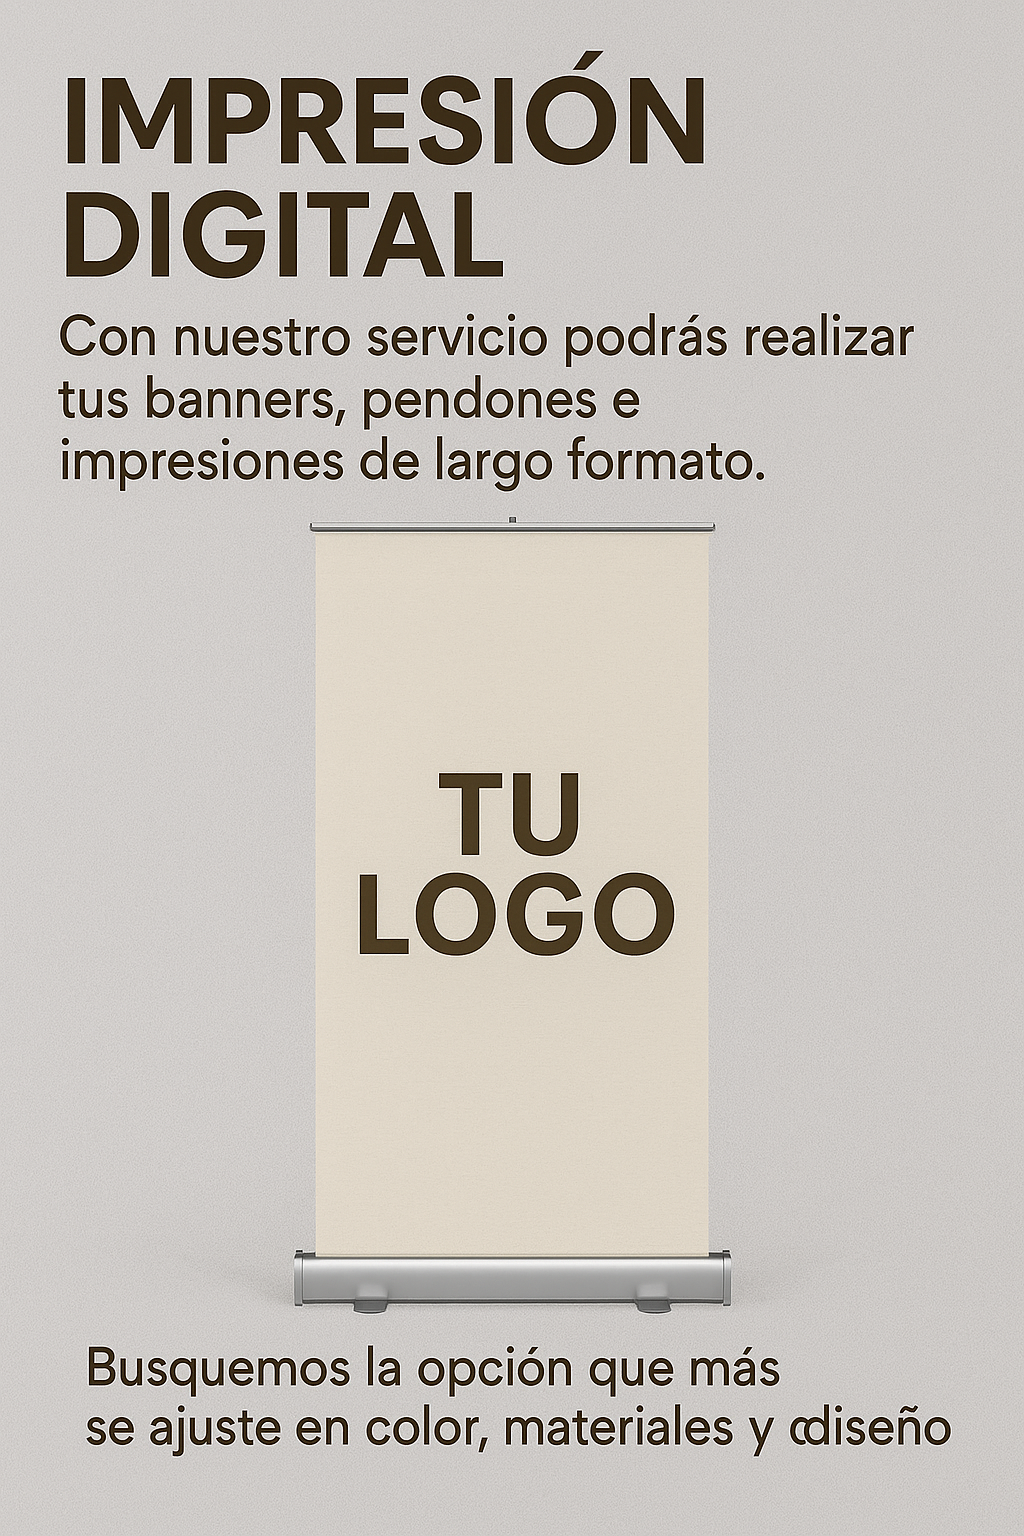 IMPRESIÓN
DIGITAL
Con nuestro servicio podrás realizar
tus banners, pendones e
impresiones de largo formato.
TU
LOGO
Busquemos la opción que más
se ajuste en color, materiales y cdiseño